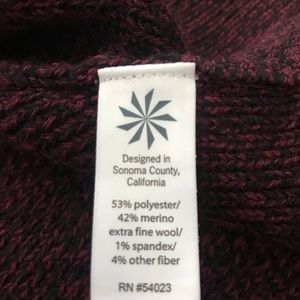 Designed in
Sonoma County,
California
53% polyester/
42% merino
extra fine wool/
1% spandex/
4% other fiber
RN #54023